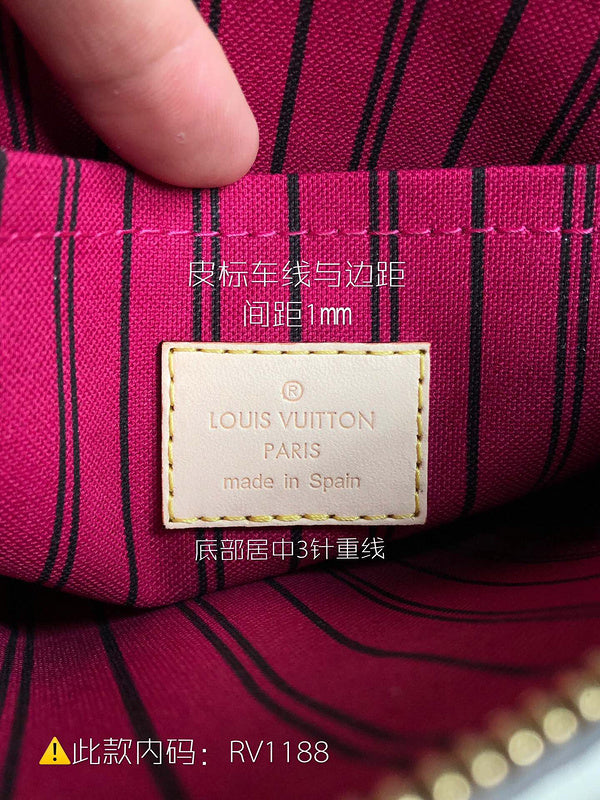 皮标车线与边距
间距1mm
®
LOUIS VUITTON
PARIS
made in Spain
底部居中3针重线
⚠️此款内码：RV1188